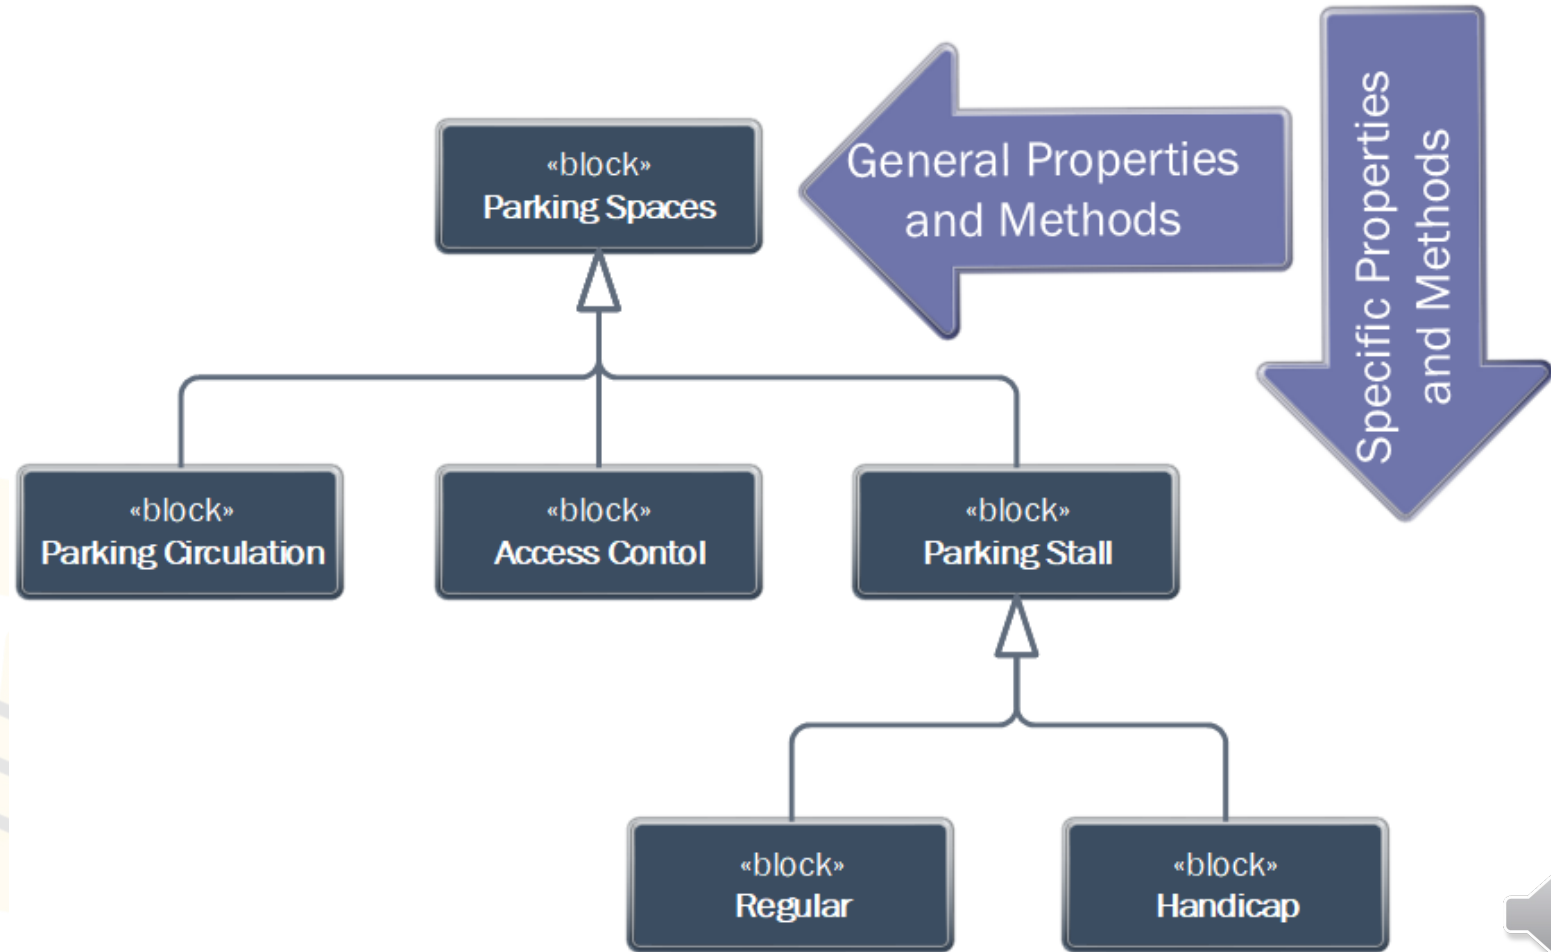 «block»
Parking Spaces
General Properties
and Methods
Specific Properties
and Methods
«block»
Parking Circulation
«block»
Access Contol
«block»
Parking Stall
«block»
Regular
«block»
Handicap